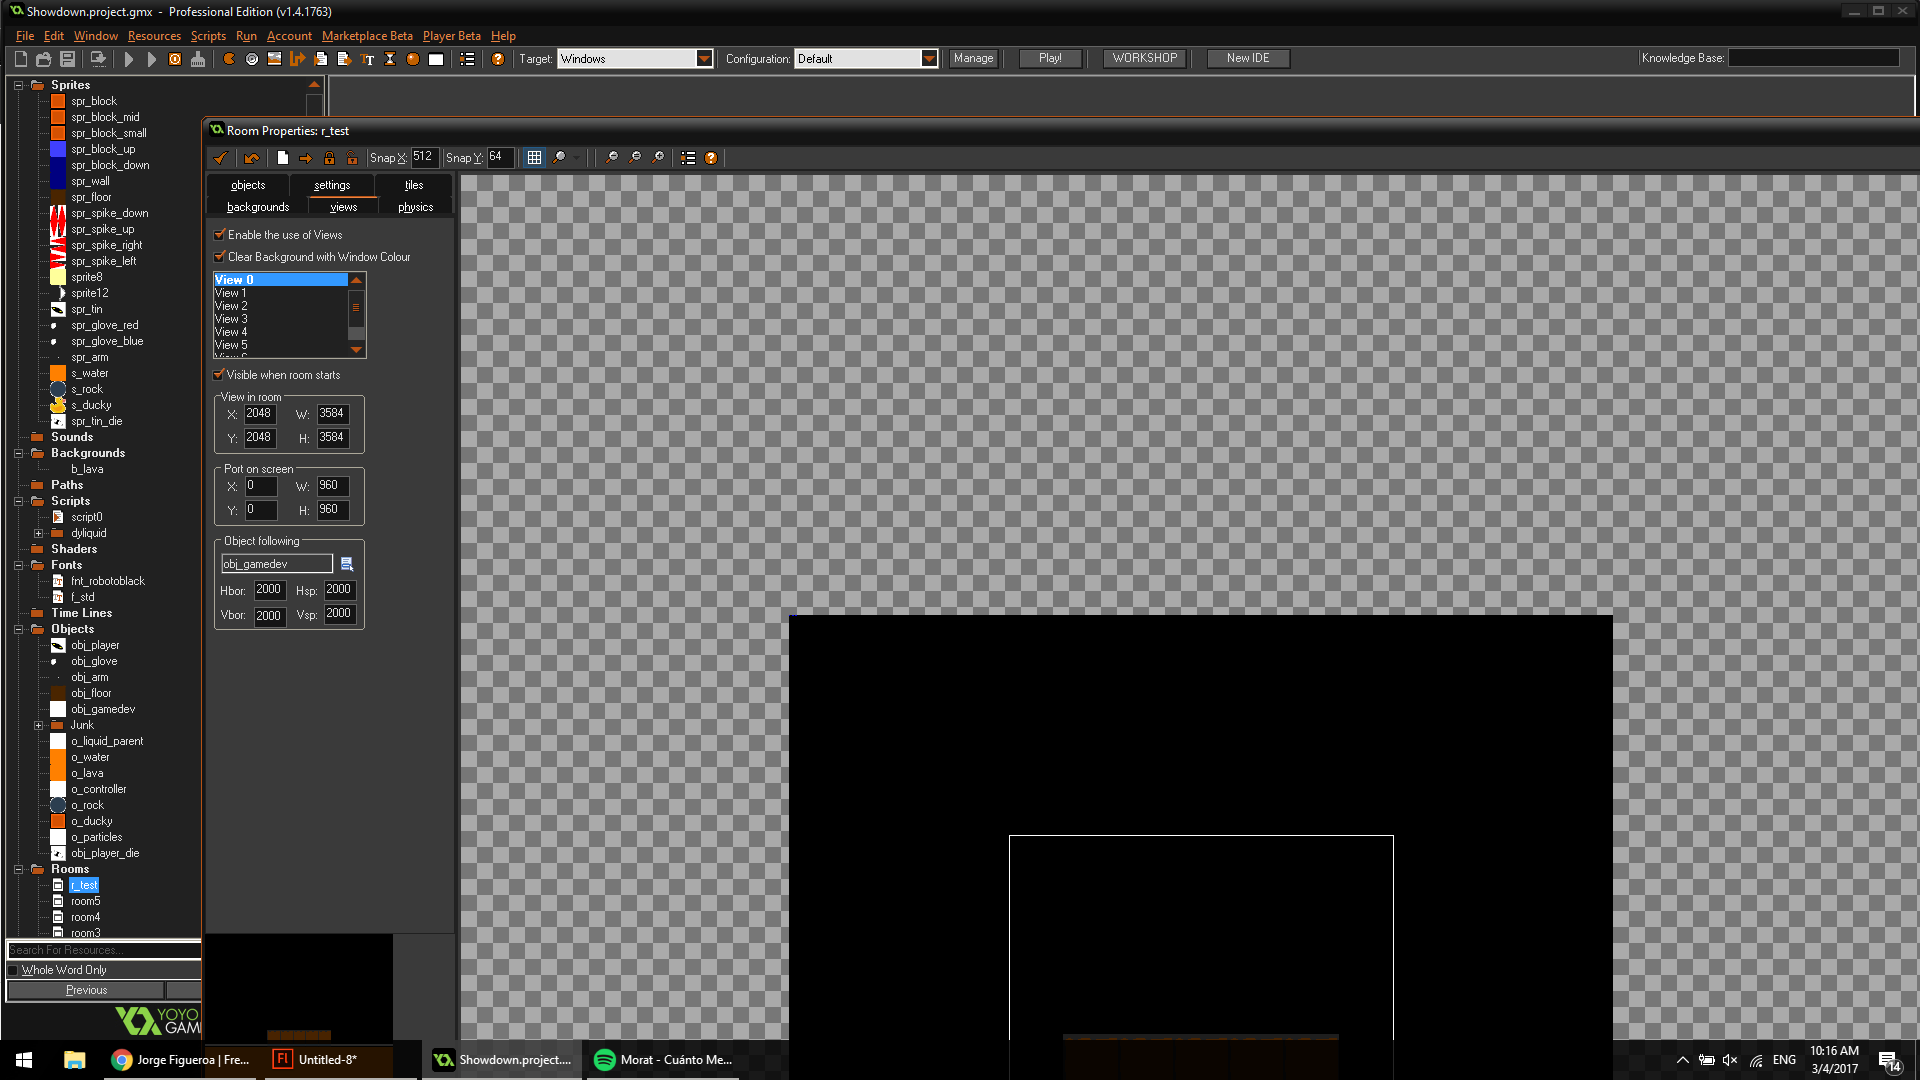 Showdown.project.gmx - Professional Edition (v1.4.1763)
File Edit Window Resources Scripts Run Account Marketplace Beta Player Beta Help
Target: Windows Configuration: Default Manage Play! WORKSHOP New IDE Knowledge Base:
Sprites
spr_block
spr_block_mid
spr_block_small
spr_block_up
spr_block_down
spr_wall
spr_floor
spr_spike_down
spr_spike_up
spr_spike_right
spr_spike_left
sprite8
sprite12
spr_tin
spr_glove_red
spr_glove_blue
spr_arm
s_water
s_rock
s_ducky
spr_tin_die
Sounds
Backgrounds
b_lava
Paths
Scripts
script0
dyliquid
Shaders
Fonts
fnt_robotoblack
f_std
Time Lines
Objects
obj_player
obj_glove
obj_arm
obj_floor
obj_gamedev
Junk
o_liquid_parent
o_water
o_lava
o_controller
o_rock
o_ducky
o_particles
obj_player_die
Rooms
r_test
room5
room4
room3
Search For Resources...
Whole Word Only
Previous
YOYO
GAM
Room Properties: r_test
Snap X: 512 Snap Y: 64
objects settings tiles
backgrounds views physics
Enable the use of Views
Clear Background with Window Colour
View 0
View 1
View 2
View 3
View 4
View 5
Visible when room starts
View in room
X: 2048 W: 3584
Y: 2048 H: 3584
Port on screen
X: 0 W: 960
Y: 0 H: 960
Object following
obj_gamedev
Hbor: 2000 Hsp: 2000
Vbor: 2000 Vsp: 2000
Jorge Figueroa | Fre...
Fl Untitled-8*
Showdown.project....
Morat - Cuánto Me...
ENG
10:16 AM
3/4/2017
14